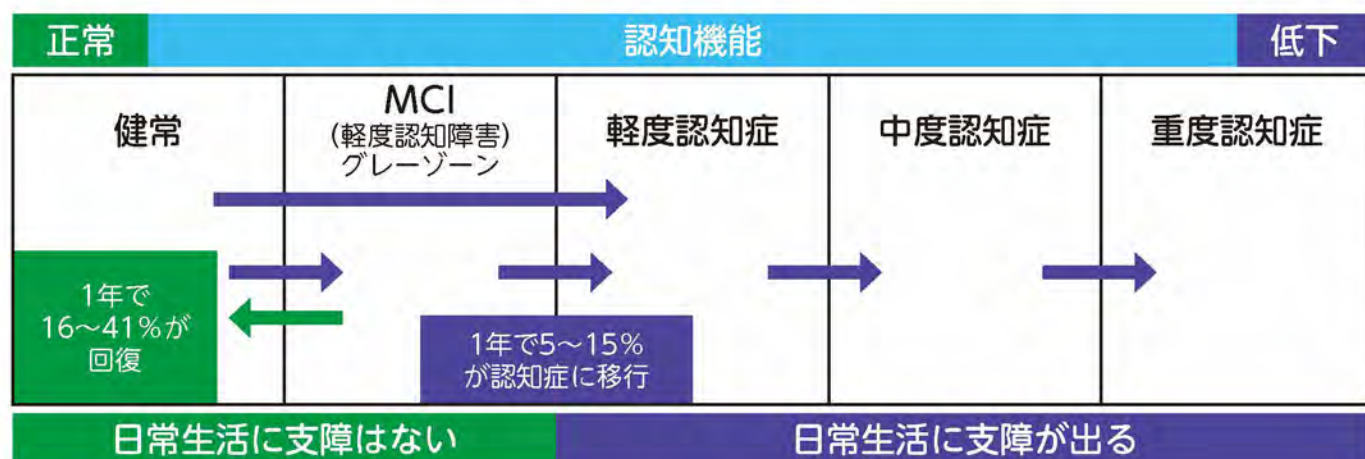 正常 認知機能 低下
健常
MCI
(軽度認知障害)
グレーゾーン
軽度認知症
中度認知症
重度認知症
1年で
16～41%が
回復
1年で5～15%
が認知症に移行
日常生活に支障はない 日常生活に支障が出る